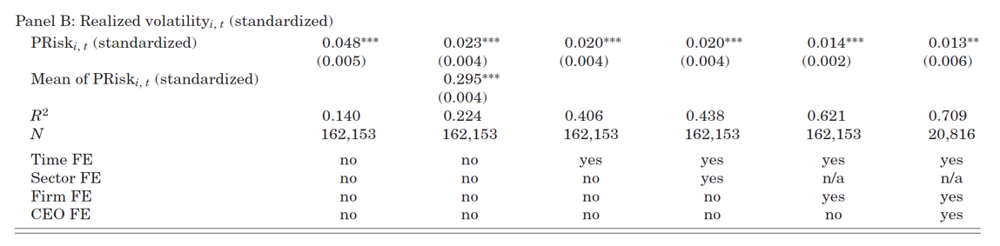 Panel B: Realized volatility_{i, t} (standardized)
PRisk_{i, t} (standardized) 0.048*** 0.023*** 0.020*** 0.020*** 0.014*** 0.013**
(0.005) (0.004) (0.004) (0.004) (0.002) (0.006)
Mean of PRisk_{i, t} (standardized) 0.295***
(0.004)
R² 0.140 0.224 0.406 0.438 0.621 0.709
N 162,153 162,153 162,153 162,153 162,153 20,816
Time FE no no yes yes yes yes
Sector FE no no no yes n/a n/a
Firm FE no no no no yes yes
CEO FE no no no no no yes